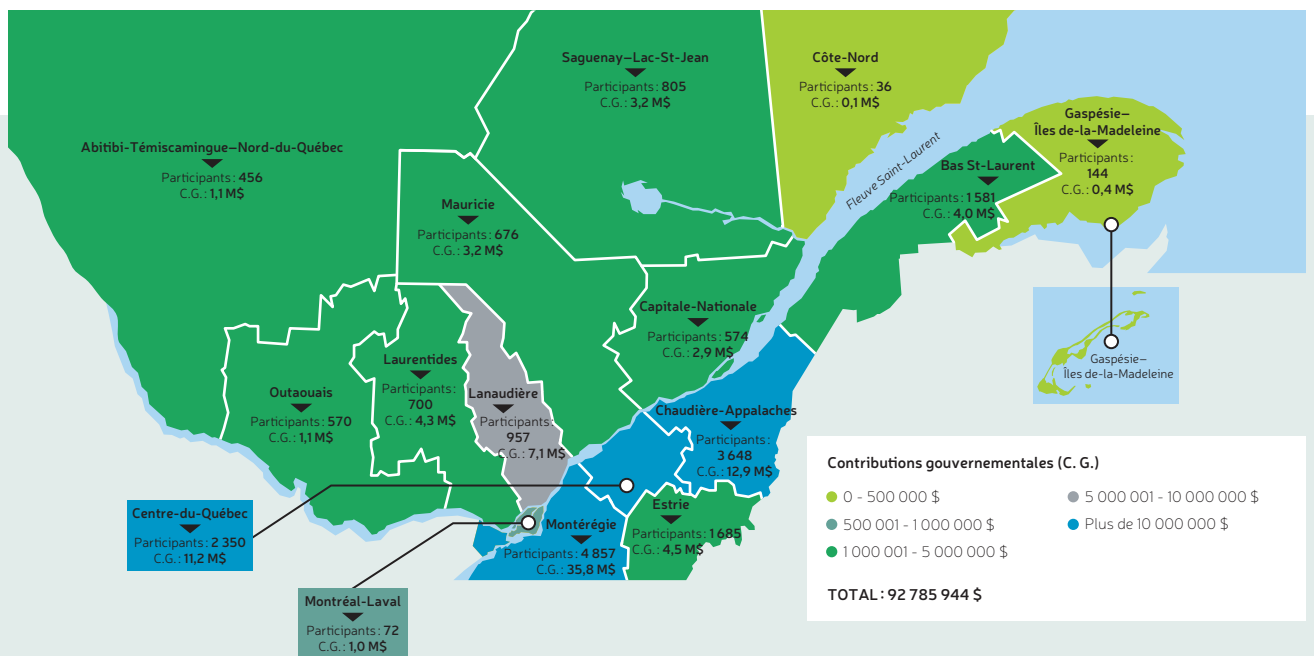 Saguenay–Lac-St-Jean
Participants : 805
C.G. : 3,2 M$
Côte-Nord
Participants : 36
C.G. : 0,1 M$
Gaspésie–
Îles de-la-Madeleine
Participants :
144
C.G. : 0,4 M$
Abitibi-Témiscamingue–Nord-du-Québec
Participants : 456
C.G. : 1,1 M$
Fleuve Saint-Laurent
Bas St-Laurent
Participants : 1 581
C.G. : 4,0 M$
Mauricie
Participants : 676
C.G. : 3,2 M$
Capitale-Nationale
Participants : 574
C.G. : 2,9 M$
Gaspésie–
Îles de-la-Madeleine
Laurentides
Participants :
700
C.G. : 4,3 M$
Outaouais
Participants : 570
C.G. : 1,1 M$
Lanaudière
Participants :
957
C.G. : 7,1 M$
Chaudière-Appalaches
Participants :
3 648
C.G. : 12,9 M$
Centre-du-Québec
Participants : 2 350
C.G. : 11,2 M$
Montérégie
Participants : 4 857
C.G. : 35,8 M$
Estrie
Participants : 1 685
C.G. : 4,5 M$
Montréal-Laval
Participants : 72
C.G. : 1,0 M$
Contributions gouvernementales (C. G.)
0 - 500 000 $
500 001 - 1 000 000 $
1 000 001 - 5 000 000 $
5 000 001 - 10 000 000 $
Plus de 10 000 000 $
TOTAL : 92 785 944 $